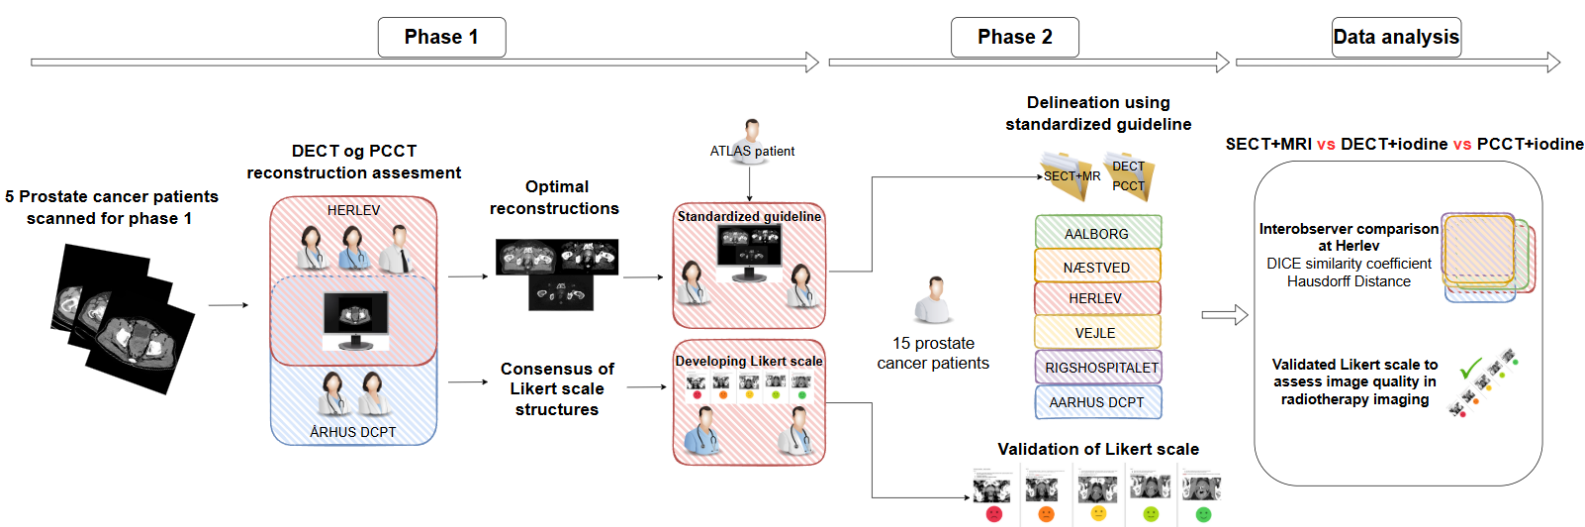 Phase 1
Phase 2
Data analysis
5 Prostate cancer patients
scanned for phase 1
DECT og PCCT
reconstruction assesment
HERLEV
ÅRHUS DCPT
Optimal
reconstructions
Consensus of
Likert scale
structures
ATLAS patient
Standardized guideline
Developing Likert scale
15 prostate
cancer patients
Delineation using
standardized guideline
SECT+MR
DECT
PCCT
AALBORG
NÆSTVED
HERLEV
VEJLE
RIGSHOSPITALET
AARHUS DCPT
Validation of Likert scale
SECT+MRI vs DECT+iodine vs PCCT+iodine
Interobserver comparison
at Herlev
DICE similarity coefficient
Hausdorff Distance
Validated Likert scale to
assess image quality in
radiotherapy imaging